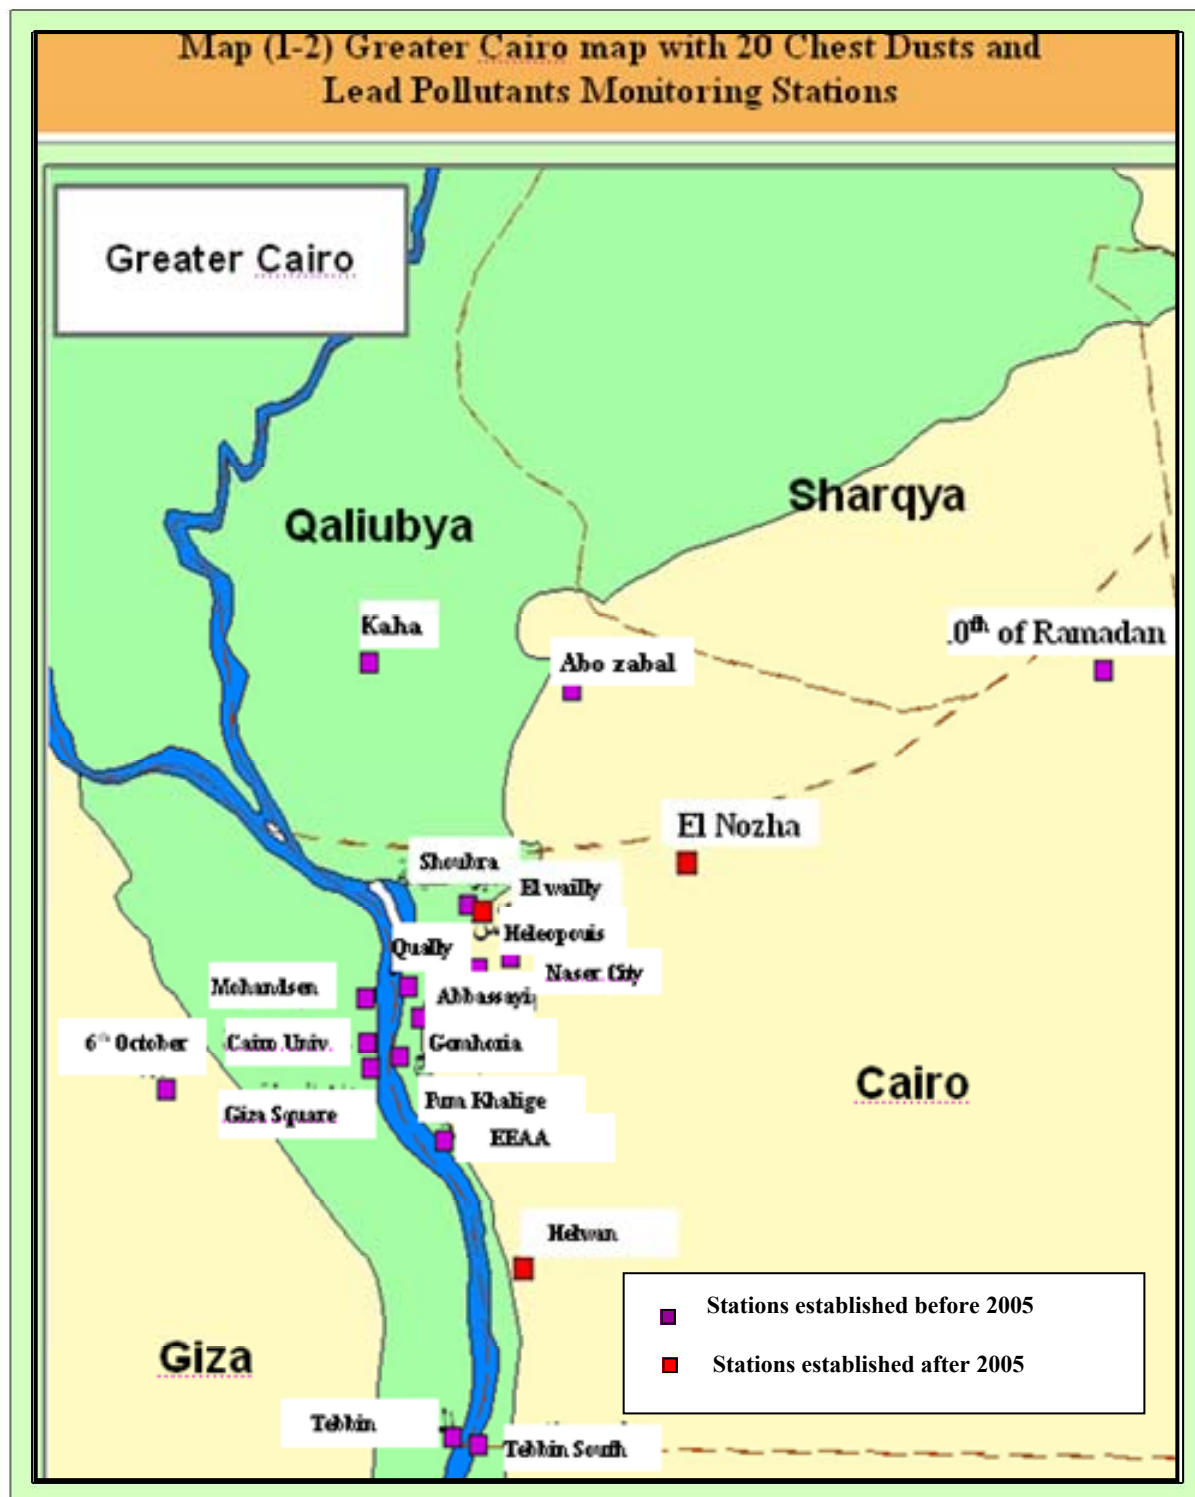 Map (1-2) Greater Cairo map with 20 Chest Dusts and
Lead Pollutants Monitoring Stations
Greater Cairo
Qaliubya
Sharqya
Kaha
.0th of Ramadan
Abo zabal
El Nozha
Shoubra
El wailly
Heleopouis
Qually
Naser City
Mohandsen
Abbassayi
6th October
Cairo Univ.
Gomhoria
Cairo
Giza Square
Fum Khalige
EEAA
Helwan
Stations established before 2005
Stations established after 2005
Giza
Tebbin
Tebbin South